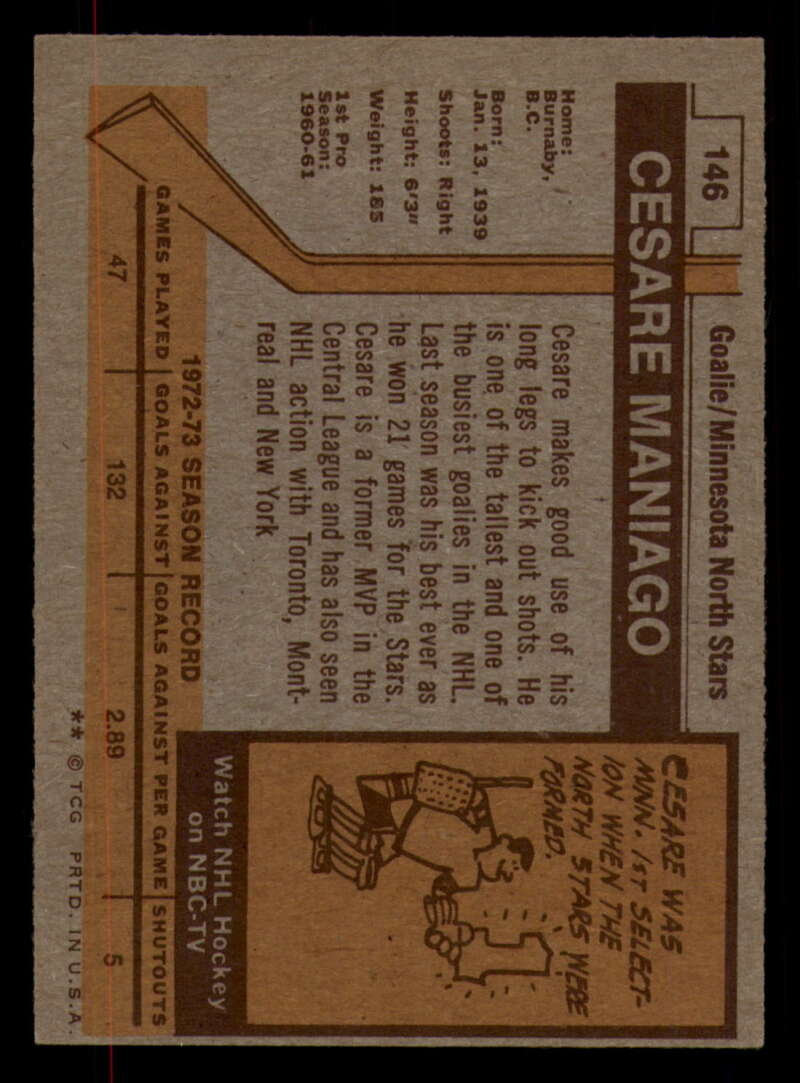 146
Goalie/Minnesota North Stars
CESARE MANIAGO
Home:
Burnaby,
B.C.
Born:
Jan. 13, 1939
Shoots: Right
Height: 6'3"
Weight: 185
1st Pro
Season:
1960-61
Cesare makes good use of his
long legs to kick out shots. He
is one of the tallest and one of
the busiest goalies in the NHL.
Last season was his best ever as
he won 21 games for the Stars.
Cesare is a former MVP in the
Central League and has also seen
NHL action with Toronto, Mont-
real and New York
CESARE WAS
MINN. 1ST SELECT-
ION WHEN THE
NORTH STARS WERE
FORMED.
Watch NHL Hockey
on NBC-TV
1972-73 SEASON RECORD
GAMES PLAYED GOALS AGAINST GOALS AGAINST PER GAME SHUTOUTS
47 132 2.89 5
** © TCG PRTD. IN U.S.A.